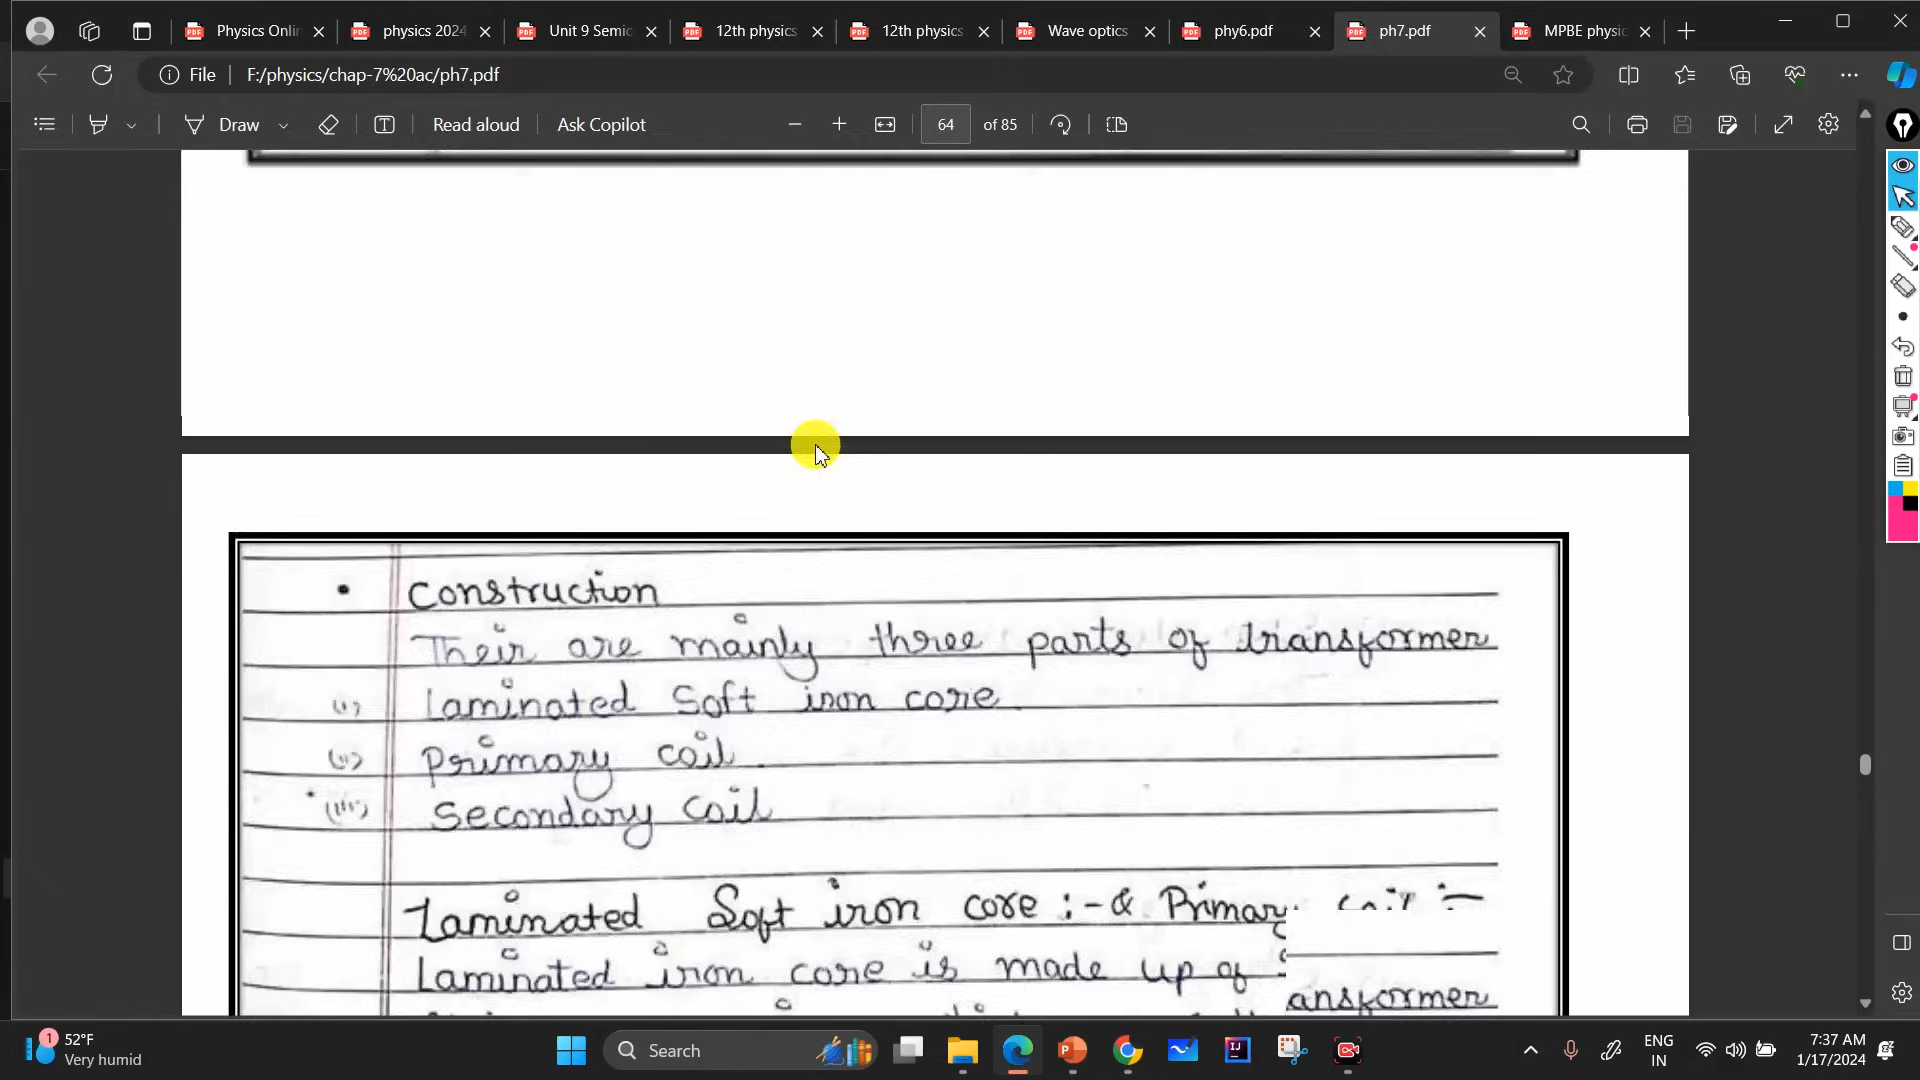 Physics Onlin
physics 2024
Unit 9 Semic
12th physics
12th physics
Wave optics
phy6.pdf
ph7.pdf
MPBE physic
File
F:/physics/chap-7%20ac/ph7.pdf
Draw
Read aloud
Ask Copilot
64 of 85
• Construction
Their are mainly three parts of transformer
(i) Laminated Soft iron core
(ii) Primary coil
(iii) Secondary coil
Laminated Soft iron core :- & Primary coil :-
Laminated iron core is made up of
ansformer
1
52°F
Very humid
Search
ENG
IN
7:37 AM
1/17/2024